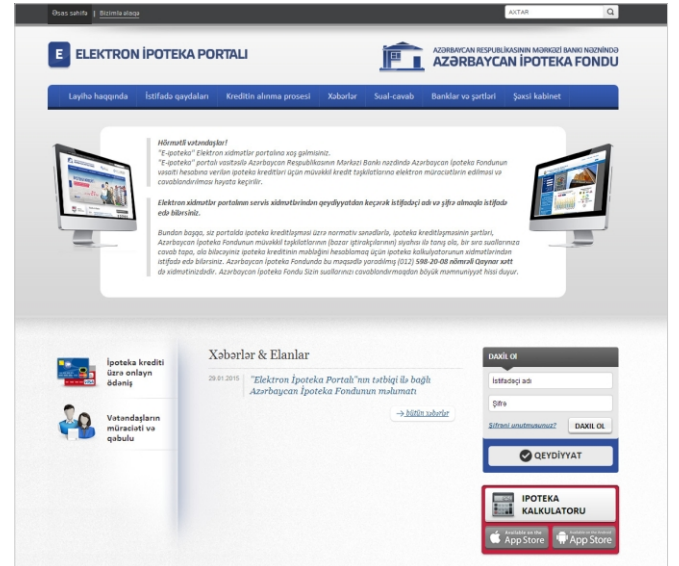 Əsas səhifə | Bizimlə əlaqə
AXTAR
E ELEKTRON İPOTEKA PORTALI
AZƏRBAYCAN RESPUBLİKASININ MƏRKƏZİ BANKI NƏZNİNDƏ
AZƏRBAYCAN İPOTEKA FONDU
Layihə haqqında İstifadə qaydaları Kreditin alınma prosesi Xəbərlər Sual-cavab Banklar və şərtləri Şəxsi kabinet
Hörmətli vətəndaşlar!
"E-ipoteka" Elektron xidmətlər portalına xoş gəlmisiniz.
"E-ipoteka" portalı vasitəsilə Azərbaycan Respublikasının Mərkəzi Bankı nəzdində Azərbaycan İpoteka Fondunun
vəsaiti hesabına verilən ipoteka kreditləri üçün müvəkkil kredit təşkilatlarına elektron müraciətlərin edilməsi və
cavablandırılması həyata keçirilir.
Elektron xidmətlər portalının servis xidmətlərindən qeydiyyatdan keçərək istifadəçi adı və şifrə almaqla istifadə
edə bilərsiniz.
Bundan başqa, siz portalda ipoteka kreditləşməsi üzrə normativ sənədlərlə, ipoteka kreditləşməsinin şərtləri,
Azərbaycan İpoteka Fondunun müvəkkil təşkilatlarının (bazar iştirakçılarının) siyahısı ilə tanış ola, bir sıra suallarınıza
cavab tapa, ala biləcəyiniz ipoteka kreditinin məbləğini hesablamaq üçün ipoteka kalkulyatorunun xidmətlərindən
istifadə edə bilərsiniz. Azərbaycan İpoteka Fondunda bu məqsədlə yaradılmış (012) 598-20-08 nömrəli Qaynar xətt
də xidmətinizdədir. Azərbaycan İpoteka Fondu Sizin suallarınızı cavablandırmaqdan böyük məmnuniyyət hissi duyur.
İpoteka krediti
üzrə onlayn
ödəniş
Vətəndaşların
müraciəti və
qəbulu
Xəbərlər & Elanlar
29.01.2015 "Elektron İpoteka Portalı"nın tətbiqi ilə bağlı
Azərbaycan İpoteka Fondunun məlumatı
bütün xəbərlər
DAXİL Ol
İstifadəçi adı
Şifrə
Şifrəni unutmusunuz? DAXIL OL
QEYDİYYAT
IPOTEKA
KALKULATORU
Available on the
App Store
Available on the Android
App Store